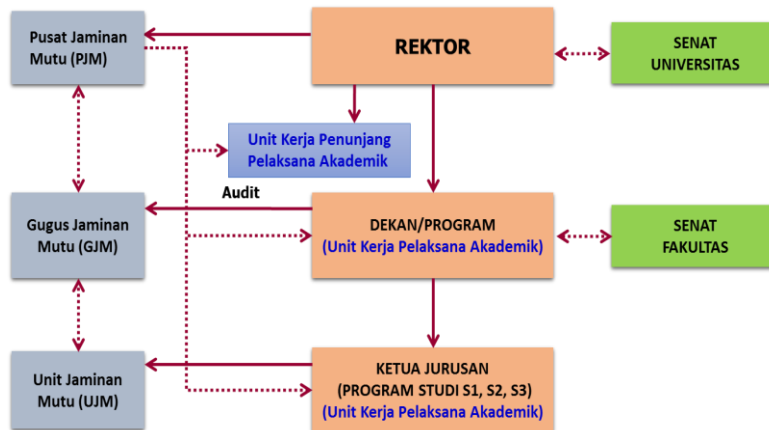 Pusat Jaminan
Mutu (PJM)
REKTOR
SENAT
UNIVERSITAS
Unit Kerja Penunjang
Pelaksana Akademik
Audit
Gugus Jaminan
Mutu (GJM)
DEKAN/PROGRAM
(Unit Kerja Pelaksana Akademik)
SENAT
FAKULTAS
Unit Jaminan
Mutu (UJM)
KETUA JURUSAN
(PROGRAM STUDI S1, S2, S3)
(Unit Kerja Pelaksana Akademik)